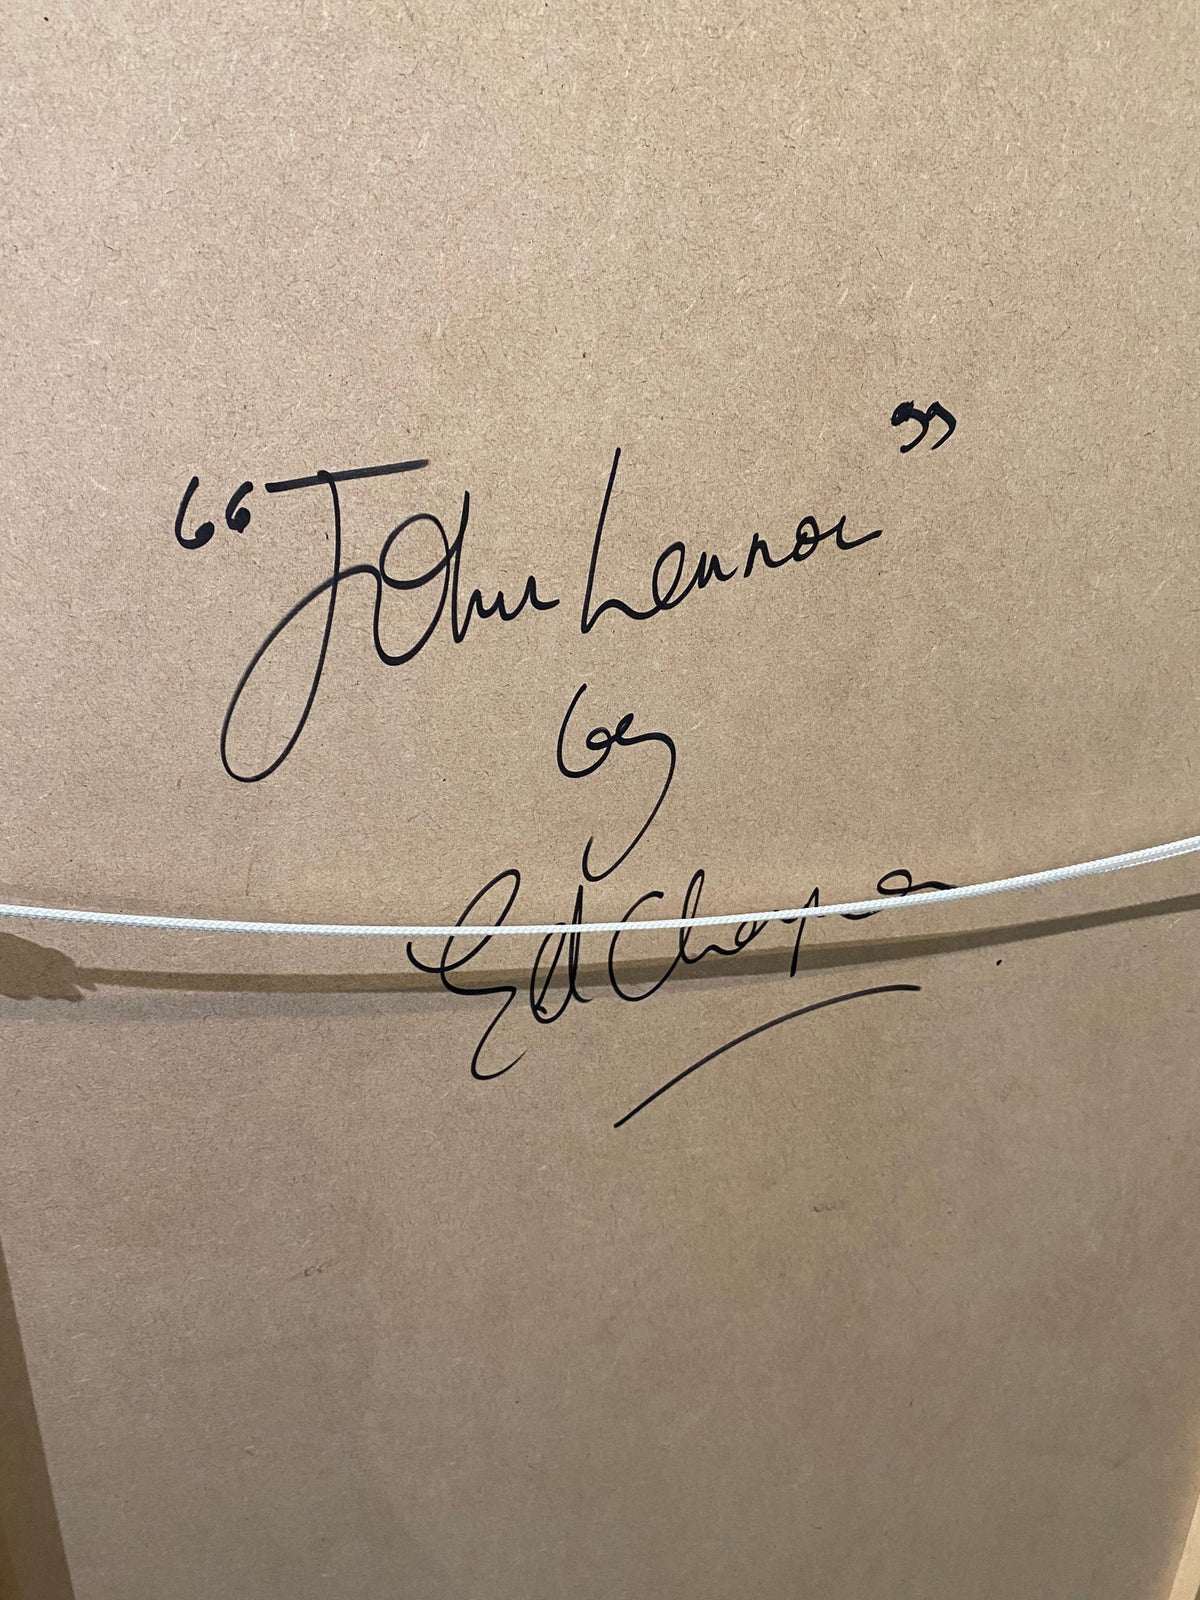 “John Lennon”
by
Ed Chapman